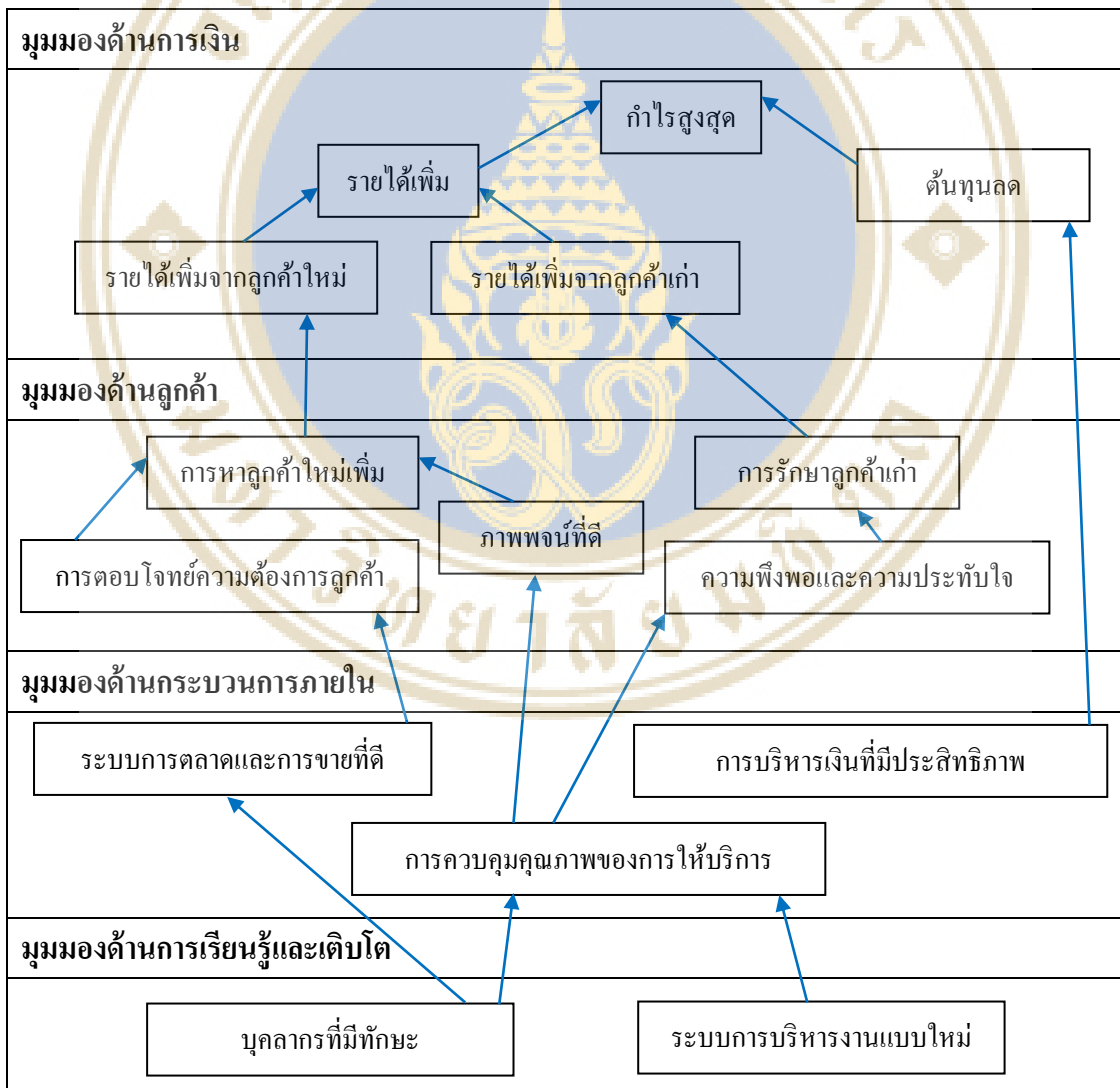 มุมมองด้านการเงิน
กำไรสูงสุด
รายได้เพิ่ม
ต้นทุนลด
รายได้เพิ่มจากลูกค้าใหม่
รายได้เพิ่มจากลูกค้าเก่า
มุมมองด้านลูกค้า
การหาลูกค้าใหม่เพิ่ม
การรักษาลูกค้าเก่า
ภาพพจน์ที่ดี
การตอบโจทย์ความต้องการลูกค้า
ความพึงพอและความประทับใจ
มุมมองด้านกระบวนการภายใน
ระบบการตลาดและการขายที่ดี
การบริหารเงินที่มีประสิทธิภาพ
การควบคุมคุณภาพของการให้บริการ
มุมมองด้านการเรียนรู้และเติบโต
บุคลากรที่มีทักษะ
ระบบการบริหารงานแบบใหม่
มหาวิทยาลัยมหิดล